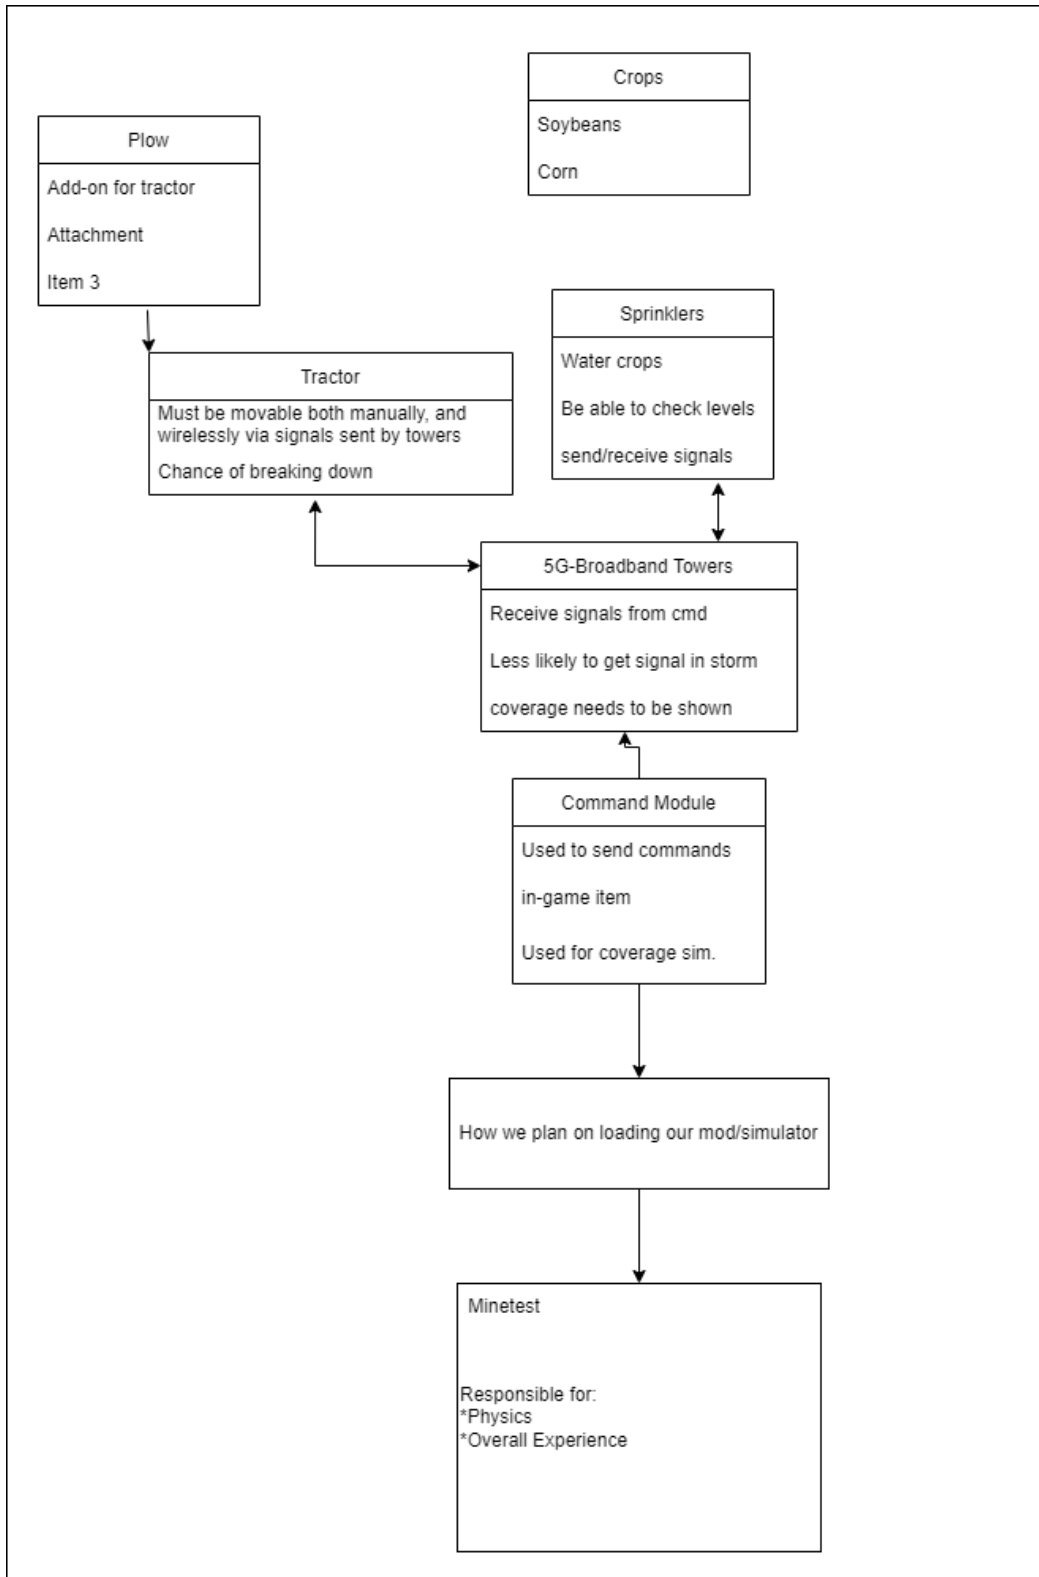 Crops
Soybeans
Corn
Plow
Add-on for tractor
Attachment
Item 3
Sprinklers
Water crops
Be able to check levels
send/receive signals
Tractor
Must be movable both manually, and
wirelessly via signals sent by towers
Chance of breaking down
5G-Broadband Towers
Receive signals from cmd
Less likely to get signal in storm
coverage needs to be shown
Command Module
Used to send commands
in-game item
Used for coverage sim.
How we plan on loading our mod/simulator
Minetest
Responsible for:
*Physics
*Overall Experience